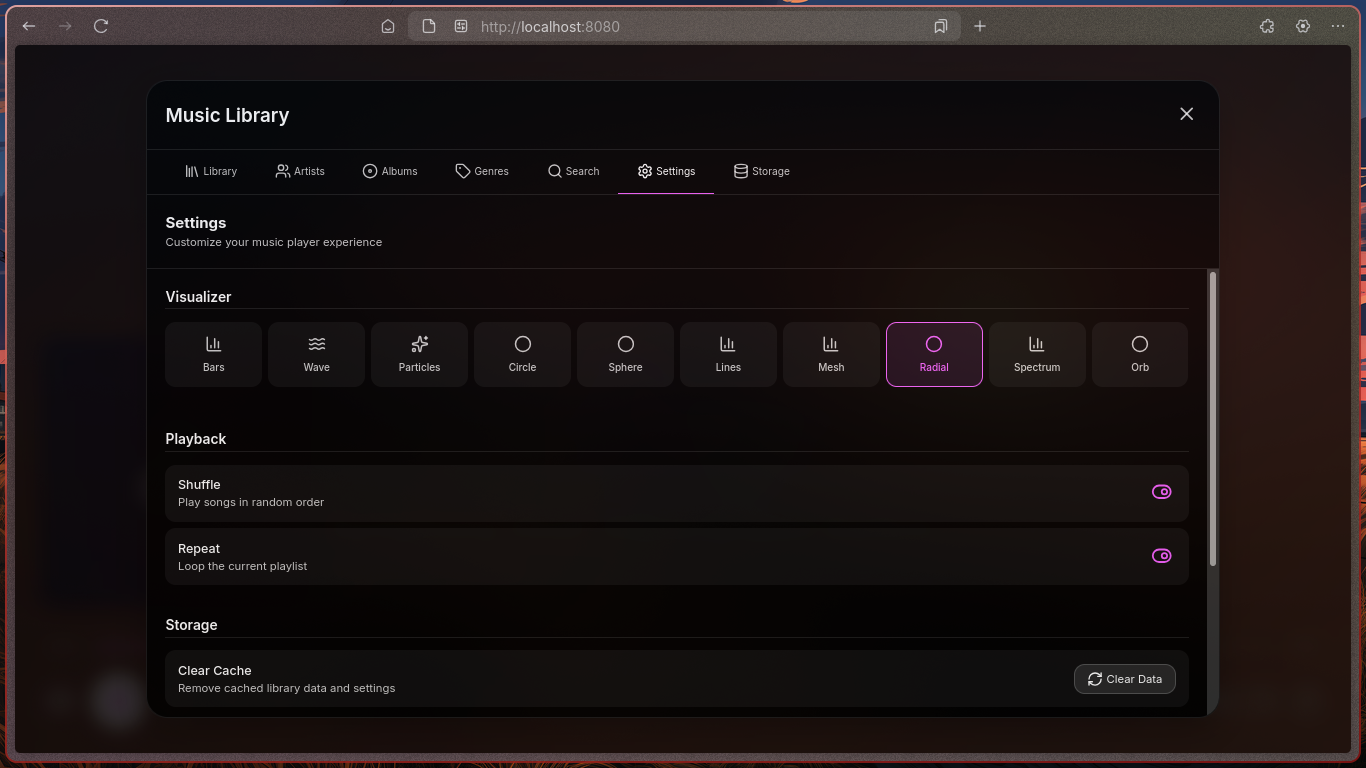 http://localhost:8080
Music Library
Library Artists Albums Genres Search Settings Storage
Settings
Customize your music player experience
Visualizer
Bars Wave Particles Circle Sphere Lines Mesh Radial Spectrum Orb
Playback
Shuffle
Play songs in random order
Repeat
Loop the current playlist
Storage
Clear Cache
Remove cached library data and settings
Clear Data